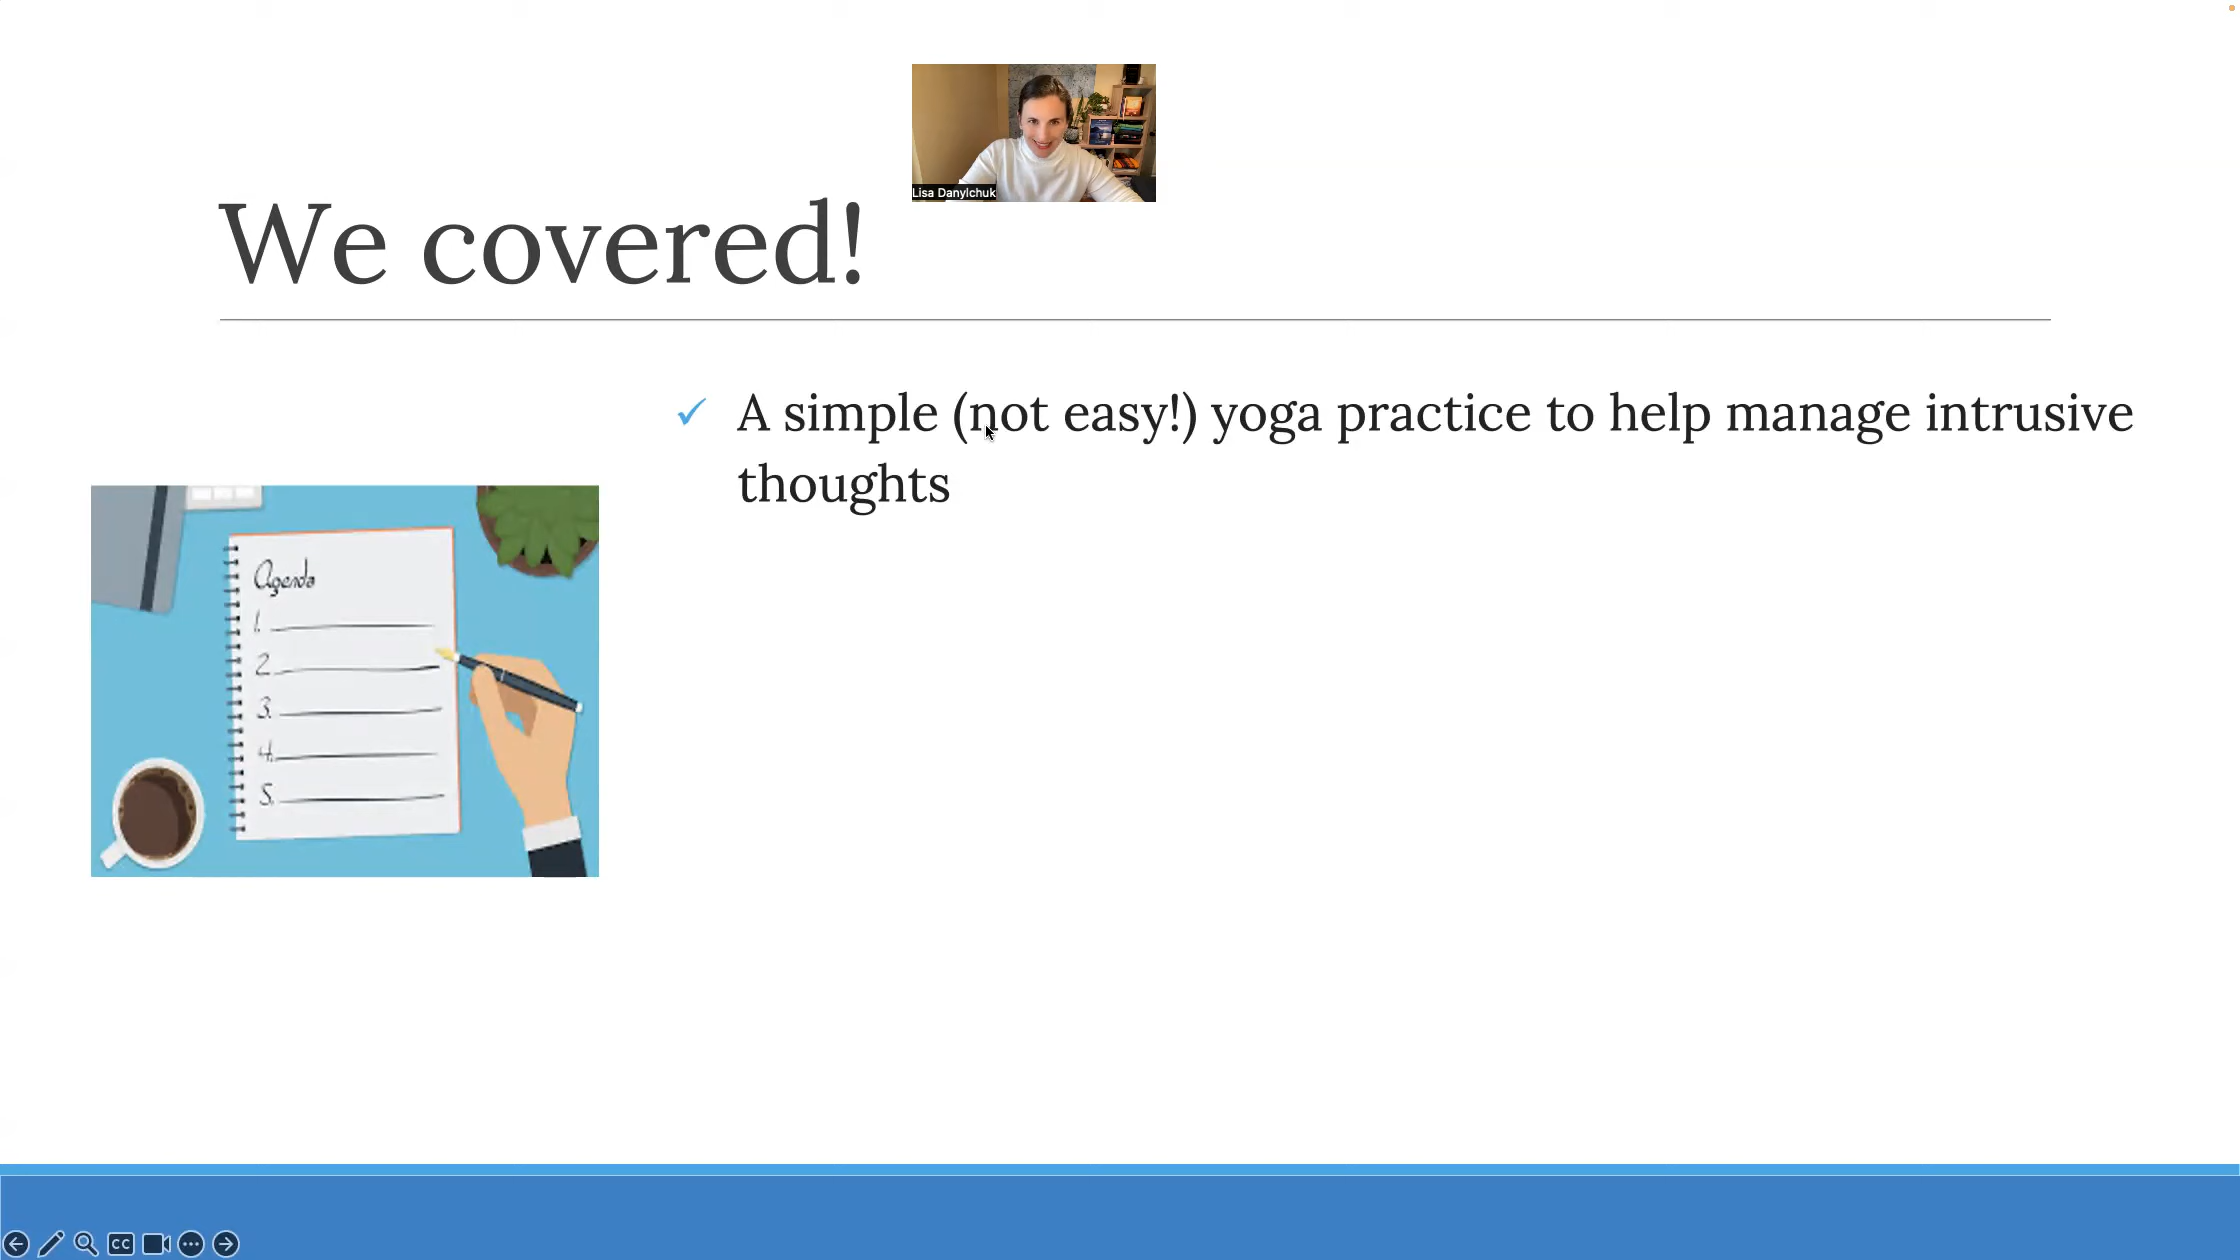 Lisa Danylchuk
We covered!
A simple (not easy!) yoga practice to help manage intrusive
thoughts
Agenda
1.
2.
3.
4.
5.
CC